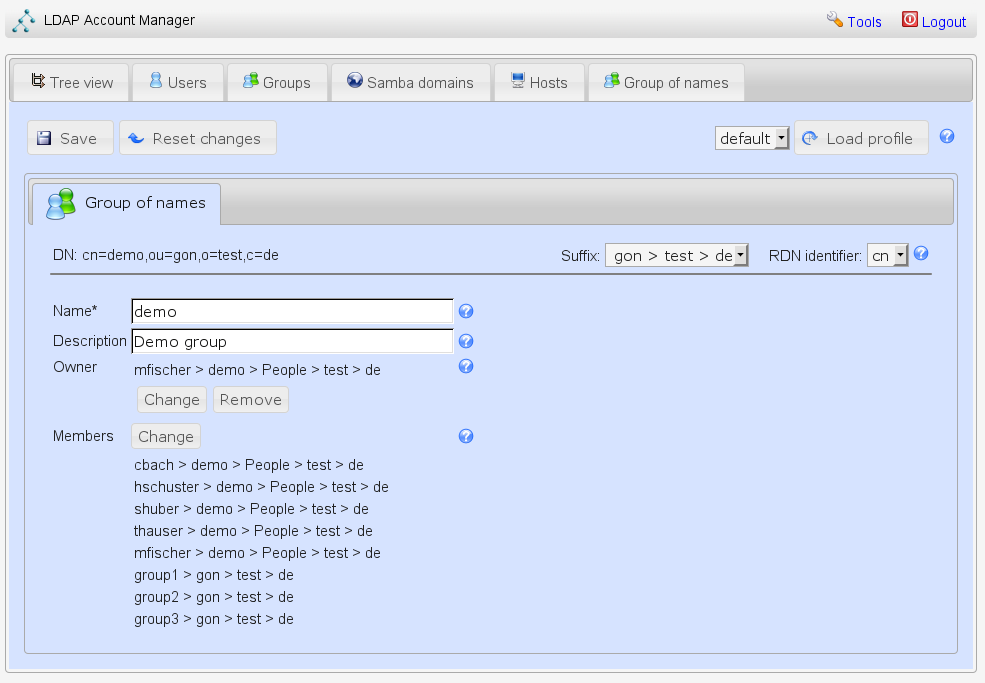 LDAP Account Manager Tools Logout
Tree view Users Groups Samba domains Hosts Group of names
Save Reset changes default Load profile
Group of names
DN: cn=demo,ou=gon,o=test,c=de Suffix: gon > test > de RDN identifier: cn
Name* demo
Description Demo group
Owner mfischer > demo > People > test > de
Change Remove
Members Change
cbach > demo > People > test > de
hschuster > demo > People > test > de
shuber > demo > People > test > de
thauser > demo > People > test > de
mfischer > demo > People > test > de
group1 > gon > test > de
group2 > gon > test > de
group3 > gon > test > de